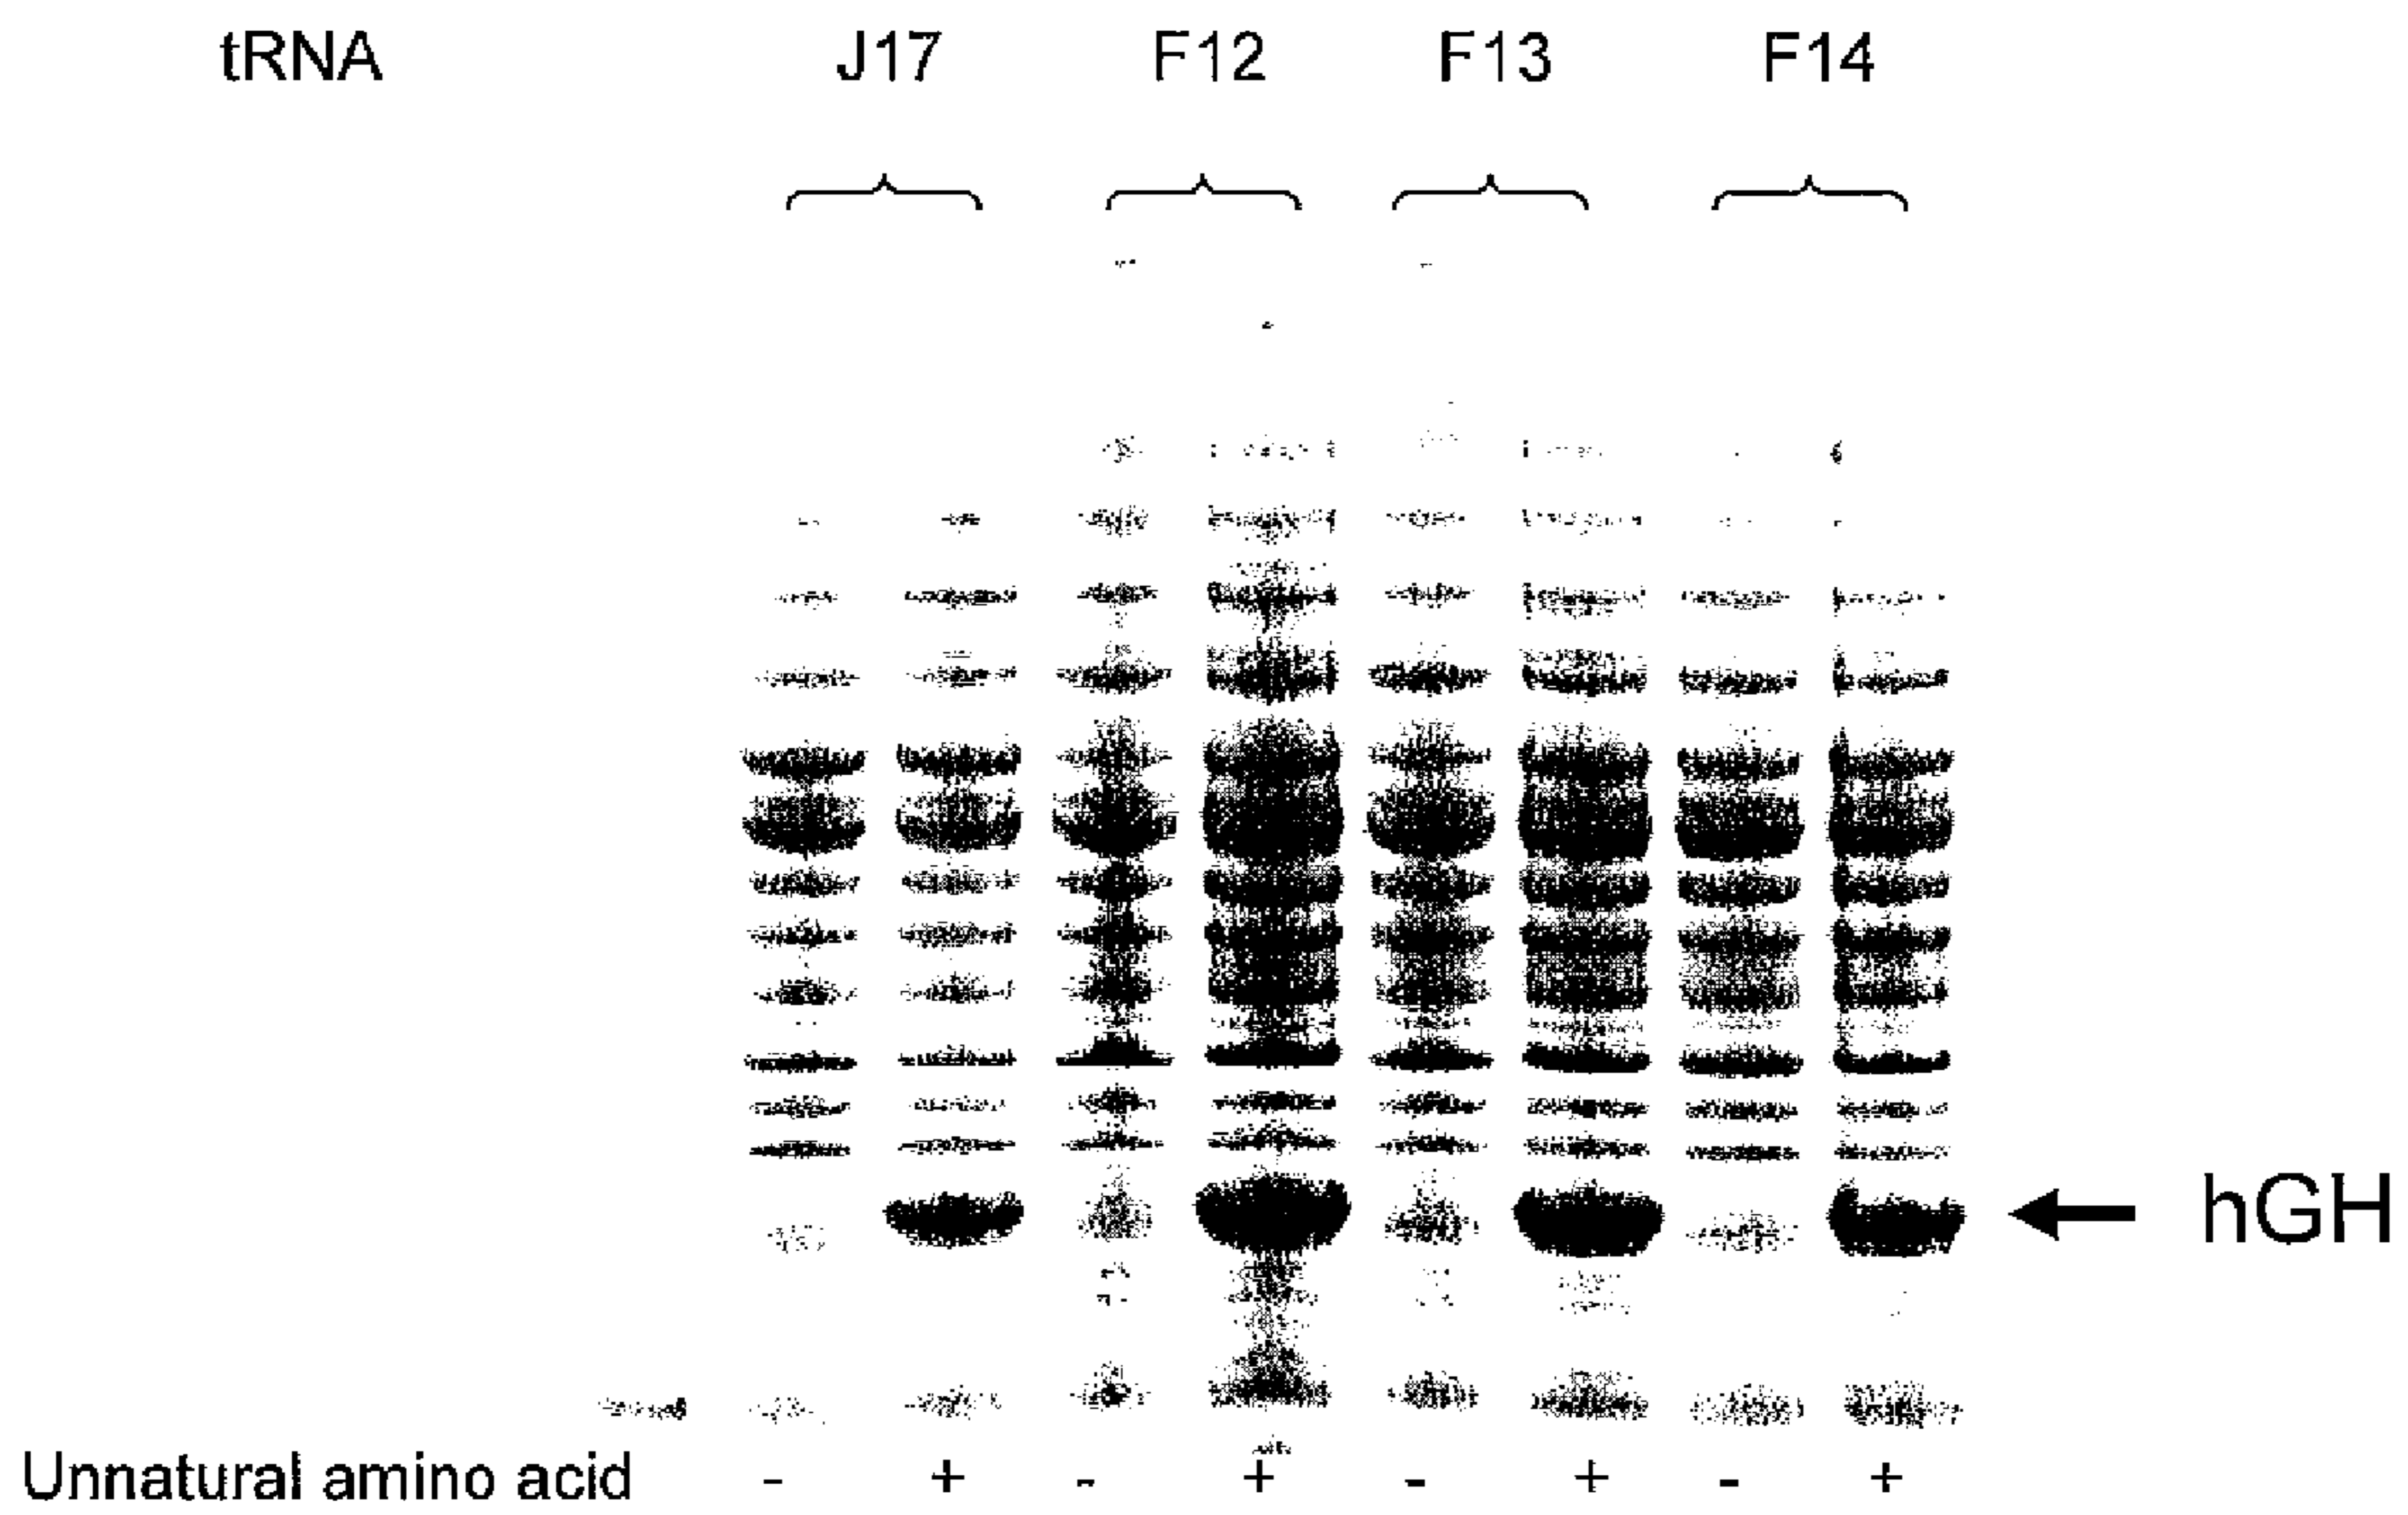 tRNA J17 F12 F13 F14
hGH
Unnatural amino acid - + - + - + - +